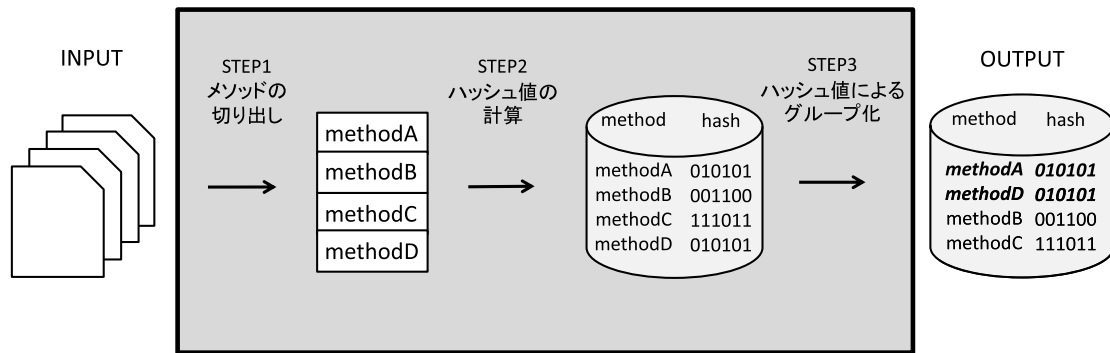 INPUT
STEP1
メソッドの
切り出し
methodA
methodB
methodC
methodD
STEP2
ハッシュ値の
計算
method hash
methodA 010101
methodB 001100
methodC 111011
methodD 010101
STEP3
ハッシュ値による
グループ化
OUTPUT
method hash
methodA 010101
methodD 010101
methodB 001100
methodC 111011